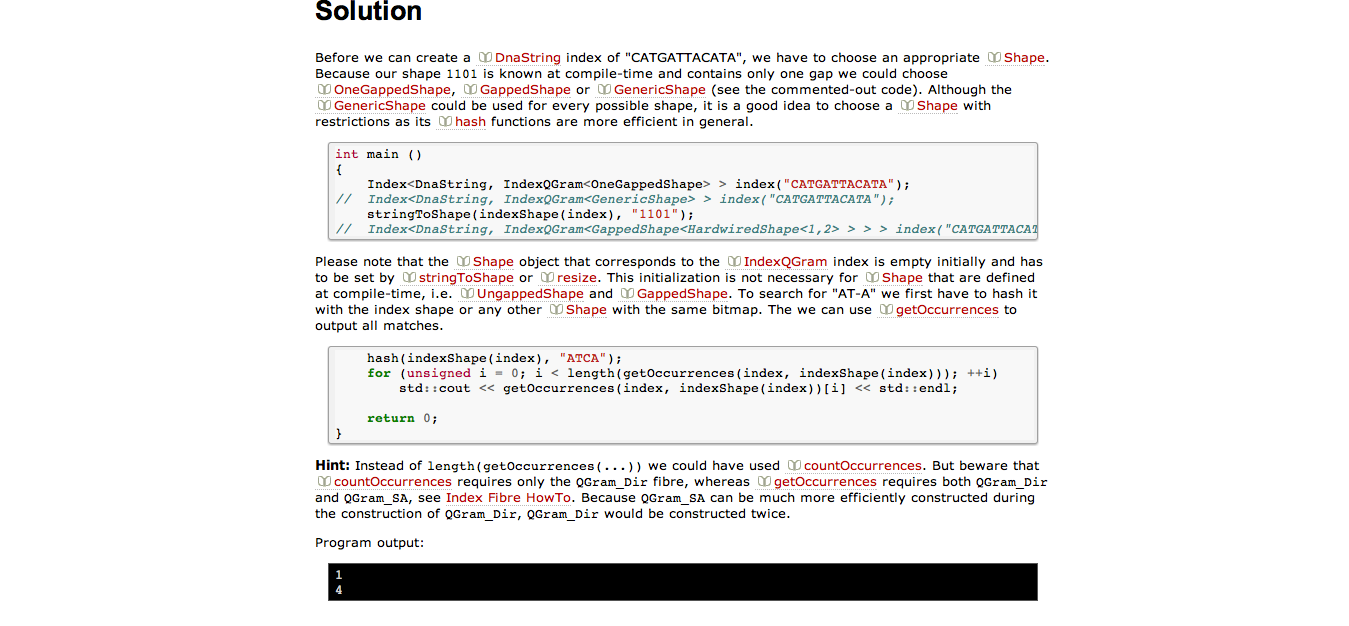 Solution
Before we can create a DnaString index of "CATGATTACATA", we have to choose an appropriate Shape.
Because our shape 1101 is known at compile-time and contains only one gap we could choose
OneGappedShape, GappedShape or GenericShape (see the commented-out code). Although the
GenericShape could be used for every possible shape, it is a good idea to choose a Shape with
restrictions as its hash functions are more efficient in general.
int main ()
{
    Index<DnaString, IndexQGram<OneGappedShape> > index("CATGATTACATA");
//  Index<DnaString, IndexQGram<GenericShape> > index("CATGATTACATA");
    stringToShape(indexShape(index), "1101");
//  Index<DnaString, IndexQGram<GappedShape<HardwiredShape<1,2> > > > index("CATGATTACAT
Please note that the Shape object that corresponds to the IndexQGram index is empty initially and has
to be set by stringToShape or resize. This initialization is not necessary for Shape that are defined
at compile-time, i.e. UngappedShape and GappedShape. To search for "AT-A" we first have to hash it
with the index shape or any other Shape with the same bitmap. The we can use getOccurrences to
output all matches.
    hash(indexShape(index), "ATCA");
    for (unsigned i = 0; i < length(getOccurrences(index, indexShape(index))); ++i)
        std::cout << getOccurrences(index, indexShape(index))[i] << std::endl;
    return 0;
}
Hint: Instead of length(getOccurrences(...)) we could have used countOccurrences. But beware that
countOccurrences requires only the QGram_Dir fibre, whereas getOccurrences requires both QGram_Dir
and QGram_SA, see Index Fibre HowTo. Because QGram_SA can be much more efficiently constructed during
the construction of QGram_Dir, QGram_Dir would be constructed twice.
Program output:
1
4